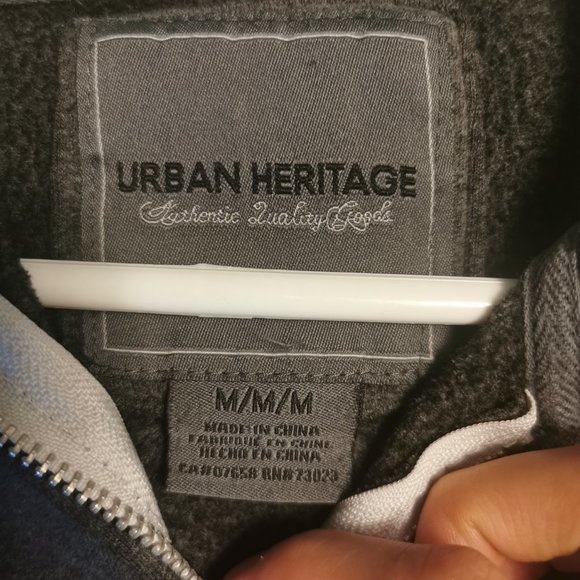 URBAN HERITAGE
Authentic Quality Goods
M/M/M
MADE IN CHINA
FABRIQUÉ EN CHINE
HECHO EN CHINA
CA# 07658 RN# 73023